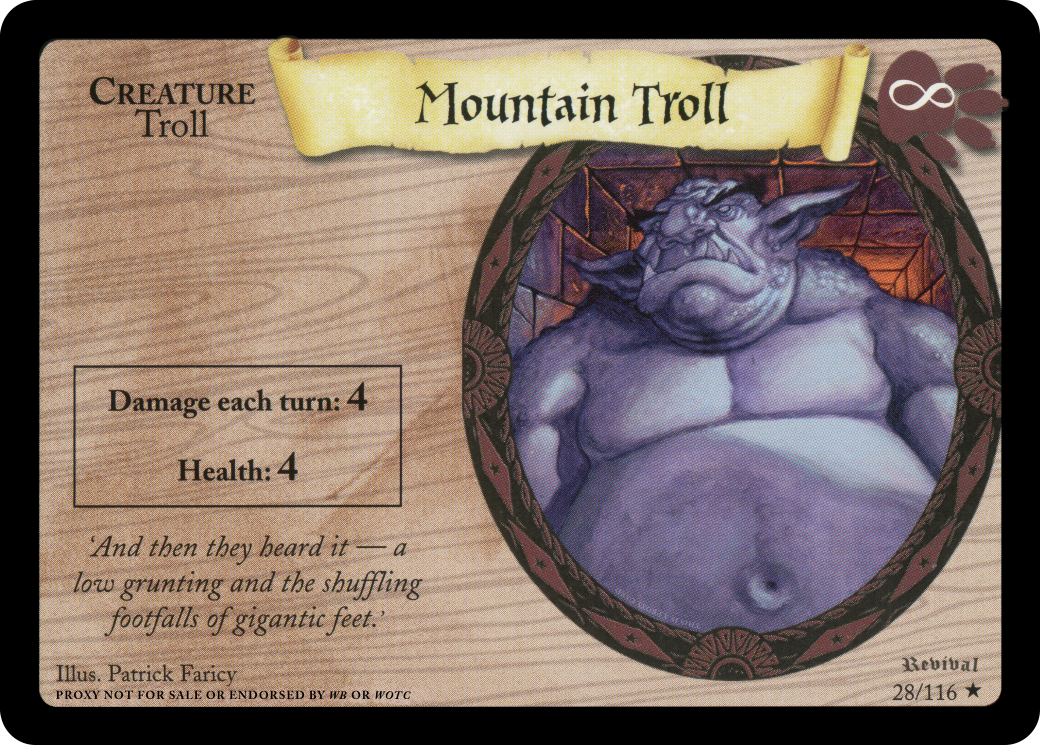 CREATURE
Troll
Mountain Troll
∞
Damage each turn: 4
Health: 4
‘And then they heard it — a
low grunting and the shuffling
footfalls of gigantic feet.’
Illus. Patrick Faricy
PROXY NOT FOR SALE OR ENDORSED BY WB OR WOTC
Revival
28/116 ★